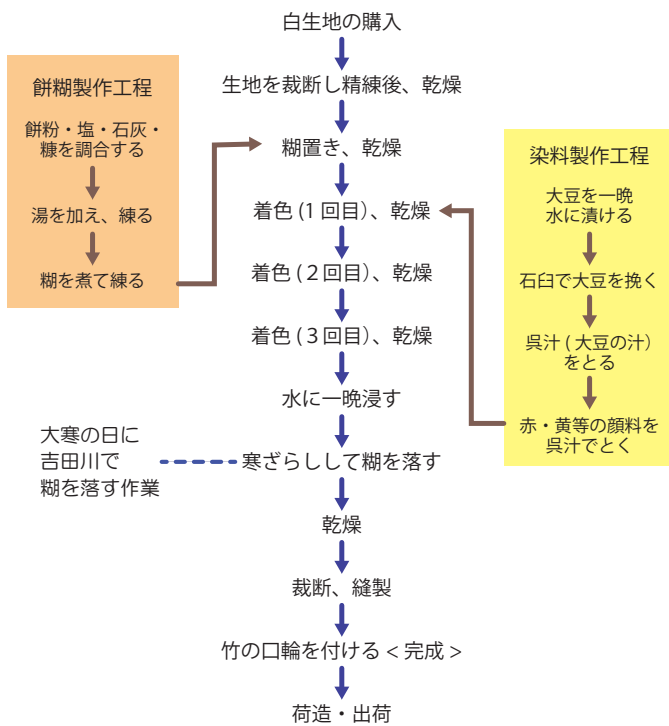 白生地の購入
生地を裁断し精練後、乾燥
糊置き、乾燥
着色 (1 回目)、乾燥
着色 ( 2 回目)、乾燥
着色 ( 3 回目)、乾燥
水に一晩浸す
寒ざらしして糊を落す
乾燥
裁断、縫製
竹の口輪を付ける < 完成 >
荷造・出荷
餅糊製作工程
餅粉・塩・石灰・
糠を調合する
湯を加え、練る
糊を煮て練る
染料製作工程
大豆を一晩
水に漬ける
石臼で大豆を挽く
呉汁 ( 大豆の汁)
をとる
赤・黄等の顔料を
呉汁でとく
大寒の日に
吉田川で
糊を落す作業